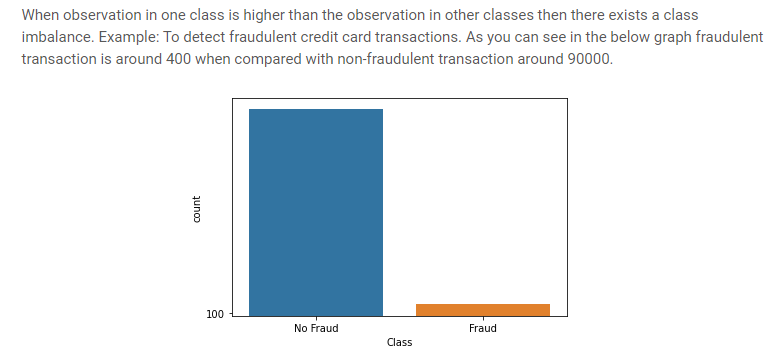 When observation in one class is higher than the observation in other classes then there exists a class
imbalance. Example: To detect fraudulent credit card transactions. As you can see in the below graph fraudulent
transaction is around 400 when compared with non-fraudulent transaction around 90000.
count
100
No Fraud
Fraud
Class